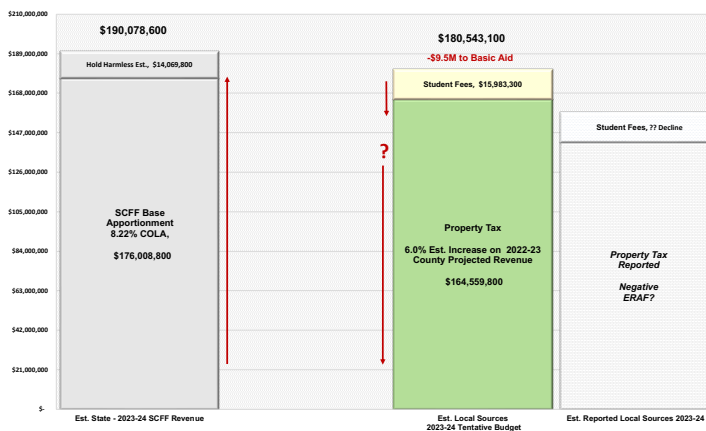 $210,000,000
$189,000,000
$168,000,000
$147,000,000
$126,000,000
$105,000,000
$84,000,000
$63,000,000
$42,000,000
$21,000,000
$-
$190,078,600
Hold Harmless Est., $14,069,800
SCFF Base
Apportionment
8.22% COLA,
$176,008,800
Est. State - 2023-24 SCFF Revenue
$180,543,100
-$9.5M to Basic Aid
Student Fees, $15,983,300
?
Property Tax
6.0% Est. Increase on 2022-23
County Projected Revenue
$164,559,800
Est. Local Sources
2023-24 Tentative Budget
Student Fees, ?? Decline
Property Tax
Reported
Negative
ERAF?
Est. Reported Local Sources 2023-24